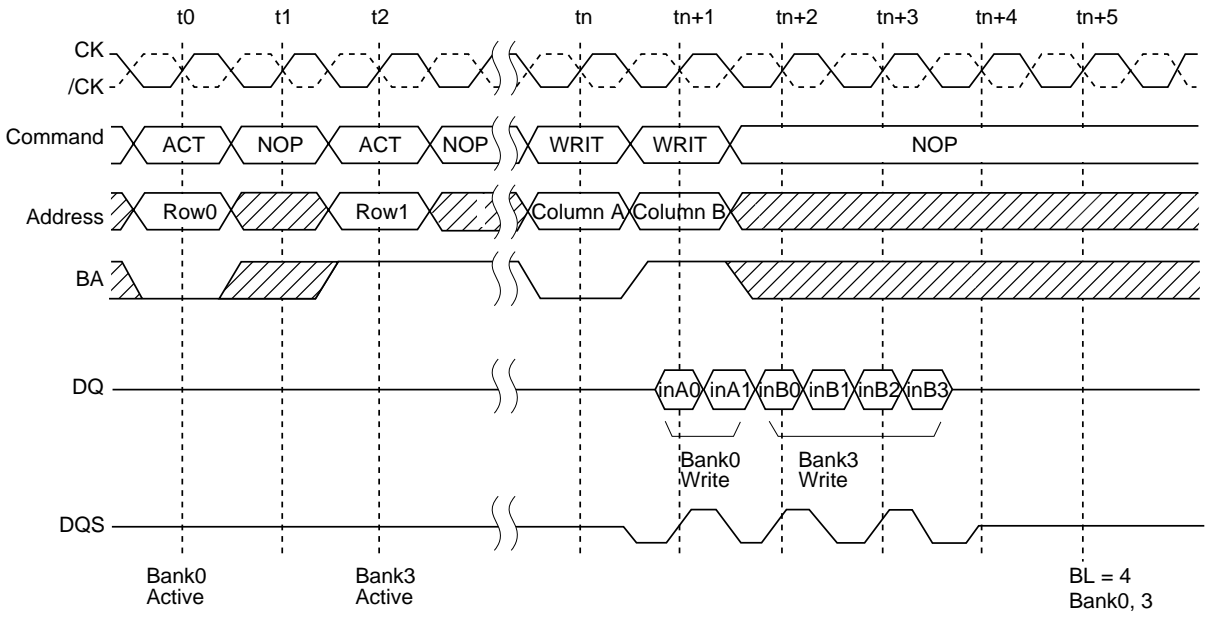 t0 t1 t2 tn tn+1 tn+2 tn+3 tn+4 tn+5
CK
/CK
Command ACT NOP ACT NOP WRIT WRIT NOP
Address Row0 Row1 Column A Column B
BA
DQ inA0 inA1 inB0 inB1 inB2 inB3
Bank0 Bank3
Write Write
DQS
Bank0 Bank3 BL = 4
Active Active Bank0, 3